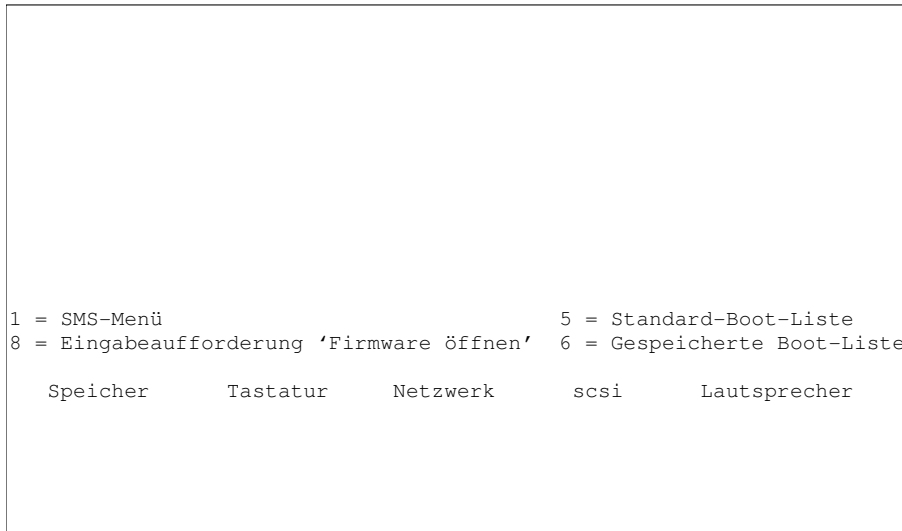 1 = SMS-Menü 5 = Standard-Boot-Liste
8 = Eingabeaufforderung 'Firmware öffnen' 6 = Gespeicherte Boot-Liste
Speicher Tastatur Netzwerk scsi Lautsprecher